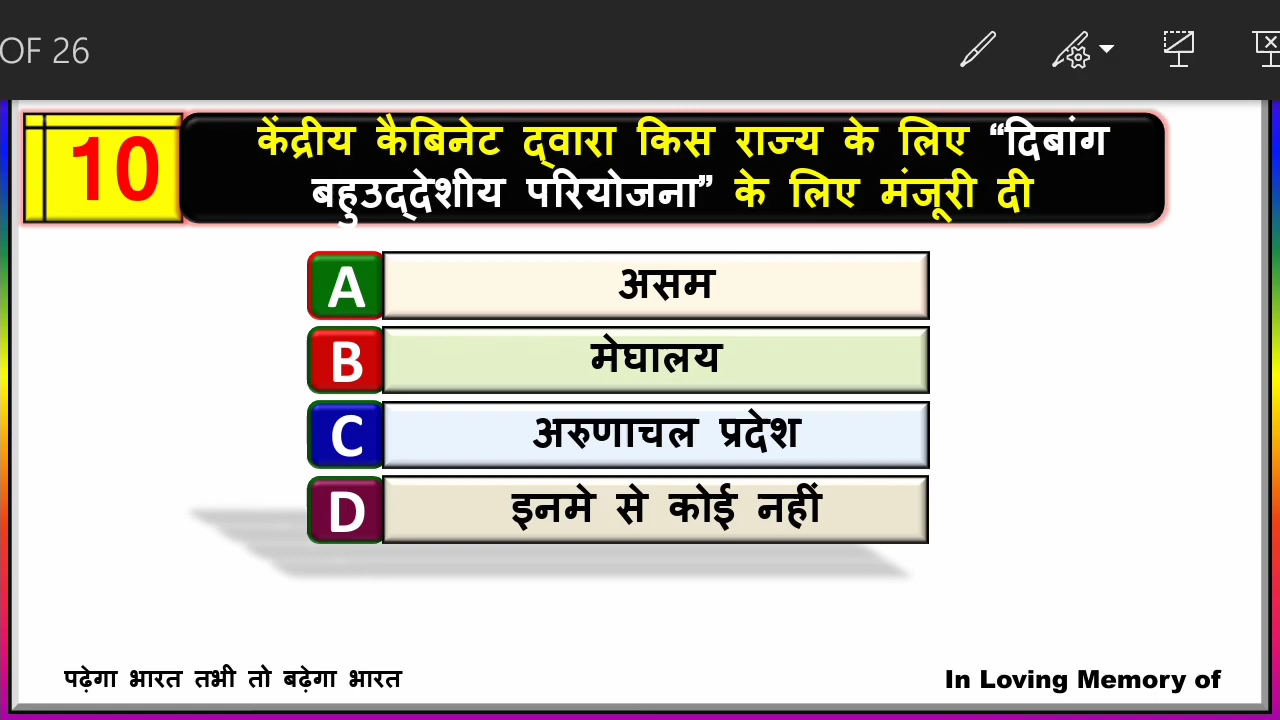 OF 26
10
केंद्रीय कैबिनेट द्वारा किस राज्य के लिए “दिबांग
बहुउद्देशीय परियोजना” के लिए मंजूरी दी
A असम
B मेघालय
C अरुणाचल प्रदेश
D इनमे से कोई नहीं
पढ़ेगा भारत तभी तो बढ़ेगा भारत
In Loving Memory of